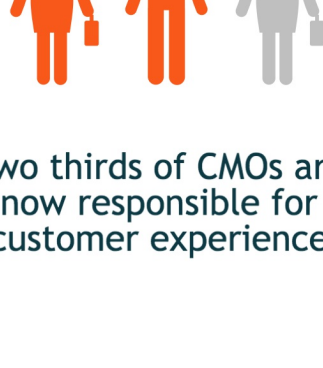 wo thirds of CMOs ar
now responsible for
customer experience